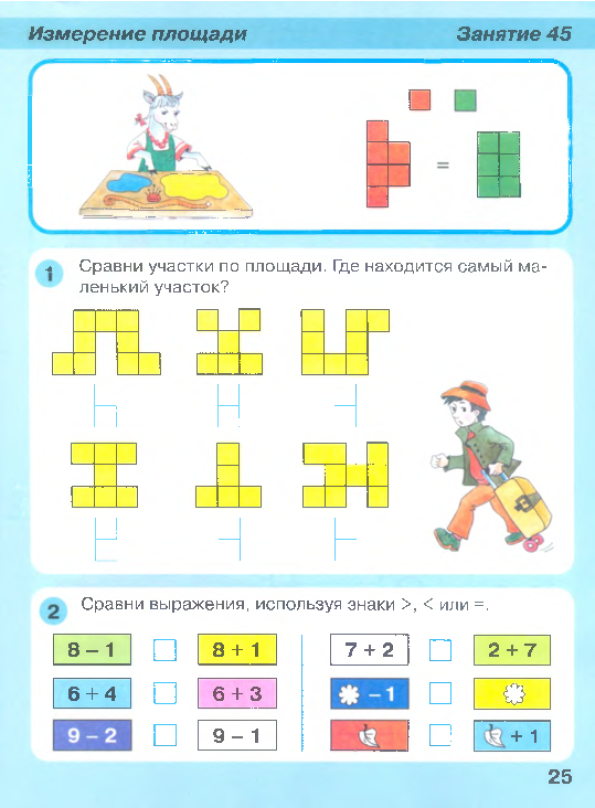 Измерение площади
Занятие 45
=
1
Сравни участки по площади. Где находится самый ма-
ленький участок?
2
Сравни выражения, используя знаки >, < или =.
8 – 1
8 + 1
7 + 2
2 + 7
6 + 4
6 + 3
– 1
9 – 2
9 – 1
+ 1
25